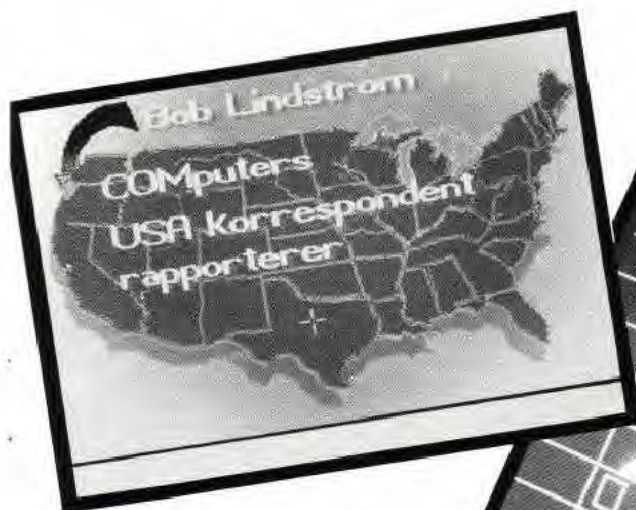 Bob Lindstrom
COMputers
USA korrespondent
rapporterer